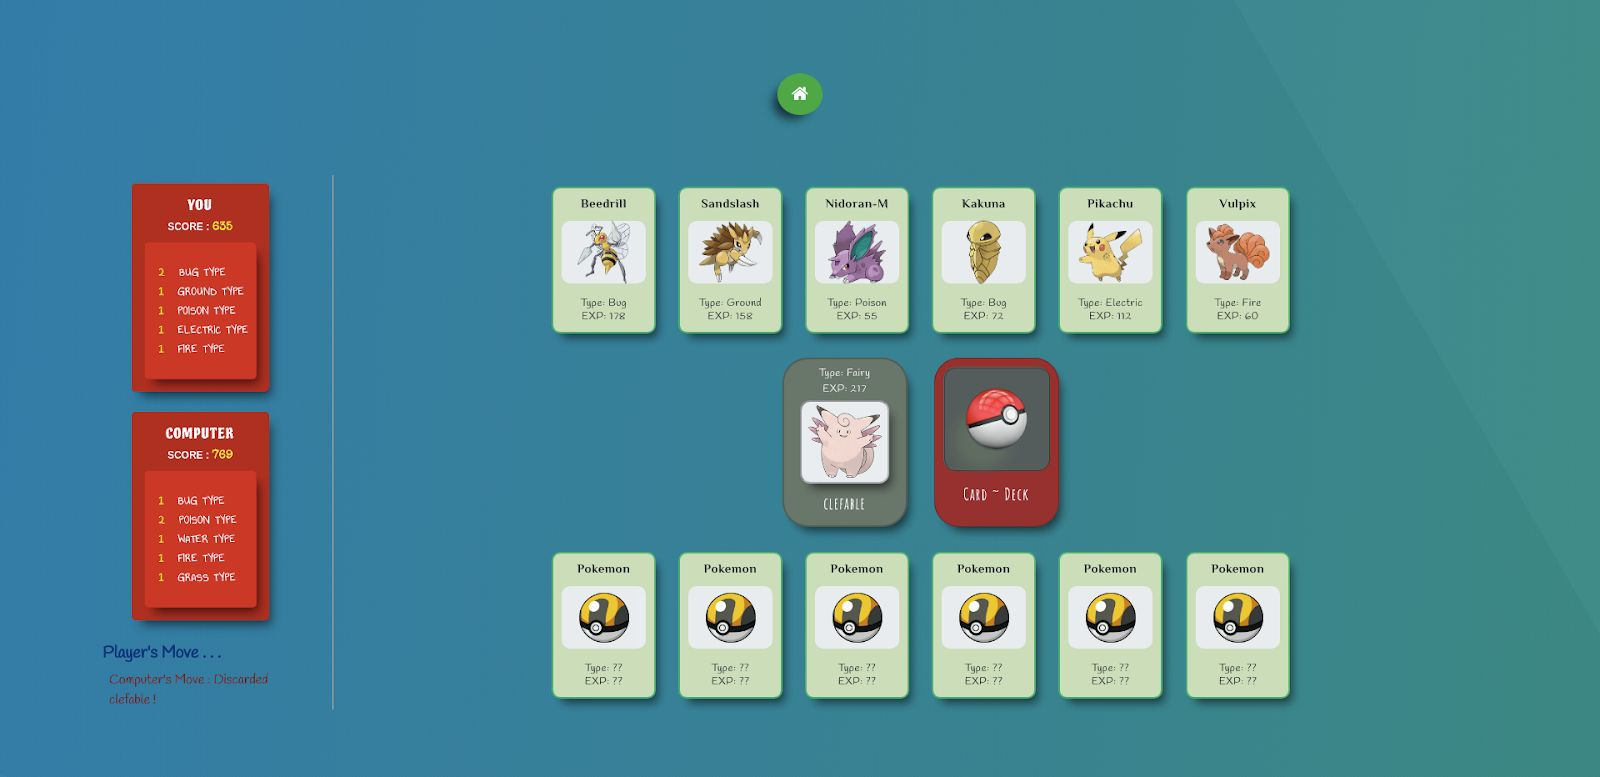 YOU
SCORE : 635
2 BUG TYPE
1 GROUND TYPE
1 POISON TYPE
1 ELECTRIC TYPE
1 FIRE TYPE
COMPUTER
SCORE : 769
1 BUG TYPE
2 POISON TYPE
1 WATER TYPE
1 FIRE TYPE
1 GRASS TYPE
Player's Move . . .
Computer's Move : Discarded
clefable !
Beedrill
Type: Bug
EXP: 178
Sandslash
Type: Ground
EXP: 158
Nidoran-M
Type: Poison
EXP: 55
Kakuna
Type: Bug
EXP: 72
Pikachu
Type: Electric
EXP: 112
Vulpix
Type: Fire
EXP: 60
Type: Fairy
EXP: 217
CLEFABLE
Card ~ Deck
Pokemon
Type: ??
EXP: ??
Pokemon
Type: ??
EXP: ??
Pokemon
Type: ??
EXP: ??
Pokemon
Type: ??
EXP: ??
Pokemon
Type: ??
EXP: ??
Pokemon
Type: ??
EXP: ??